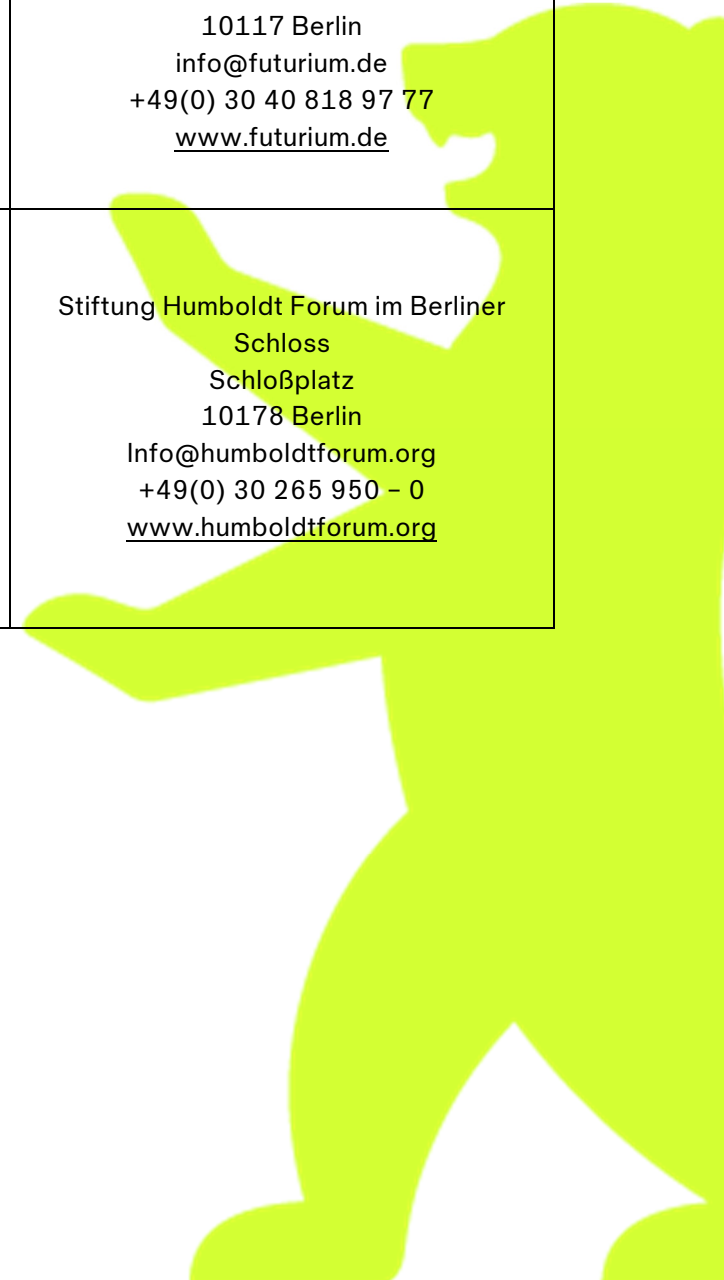 10117 Berlin
info@futurium.de
+49(0) 30 40 818 97 77
www.futurium.de
Stiftung Humboldt Forum im Berliner
Schloss
Schloßplatz
10178 Berlin
Info@humboldtforum.org
+49(0) 30 265 950 – 0
www.humboldtforum.org